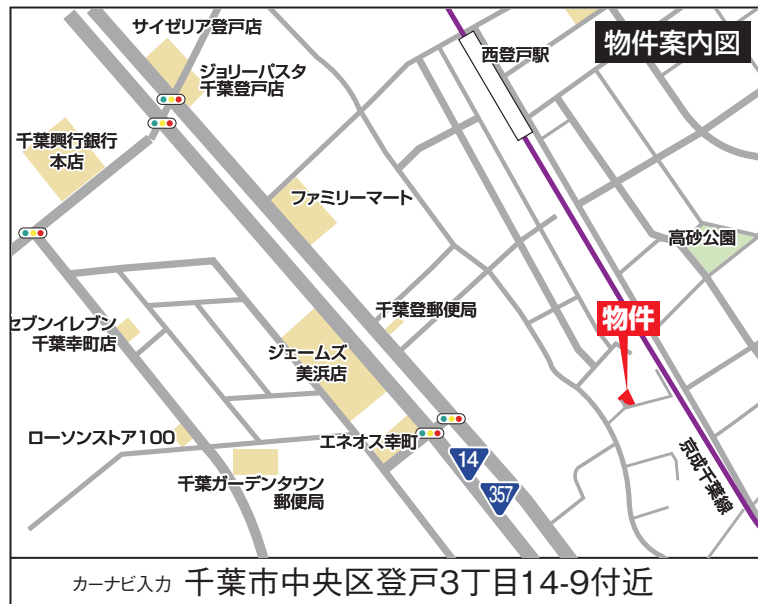 物件案内図
サイゼリア登戸店
ジョリーパスタ
千葉登戸店
西登戸駅
千葉興行銀行
本店
ファミリーマート
高砂公園
セブンイレブン
千葉幸町店
千葉登郵便局
物件
ジェームズ
美浜店
ローソンストア100
エネオス幸町
千葉ガーデンタウン
郵便局
14
357
京成千葉線
カーナビ入力 千葉市中央区登戸3丁目14-9付近